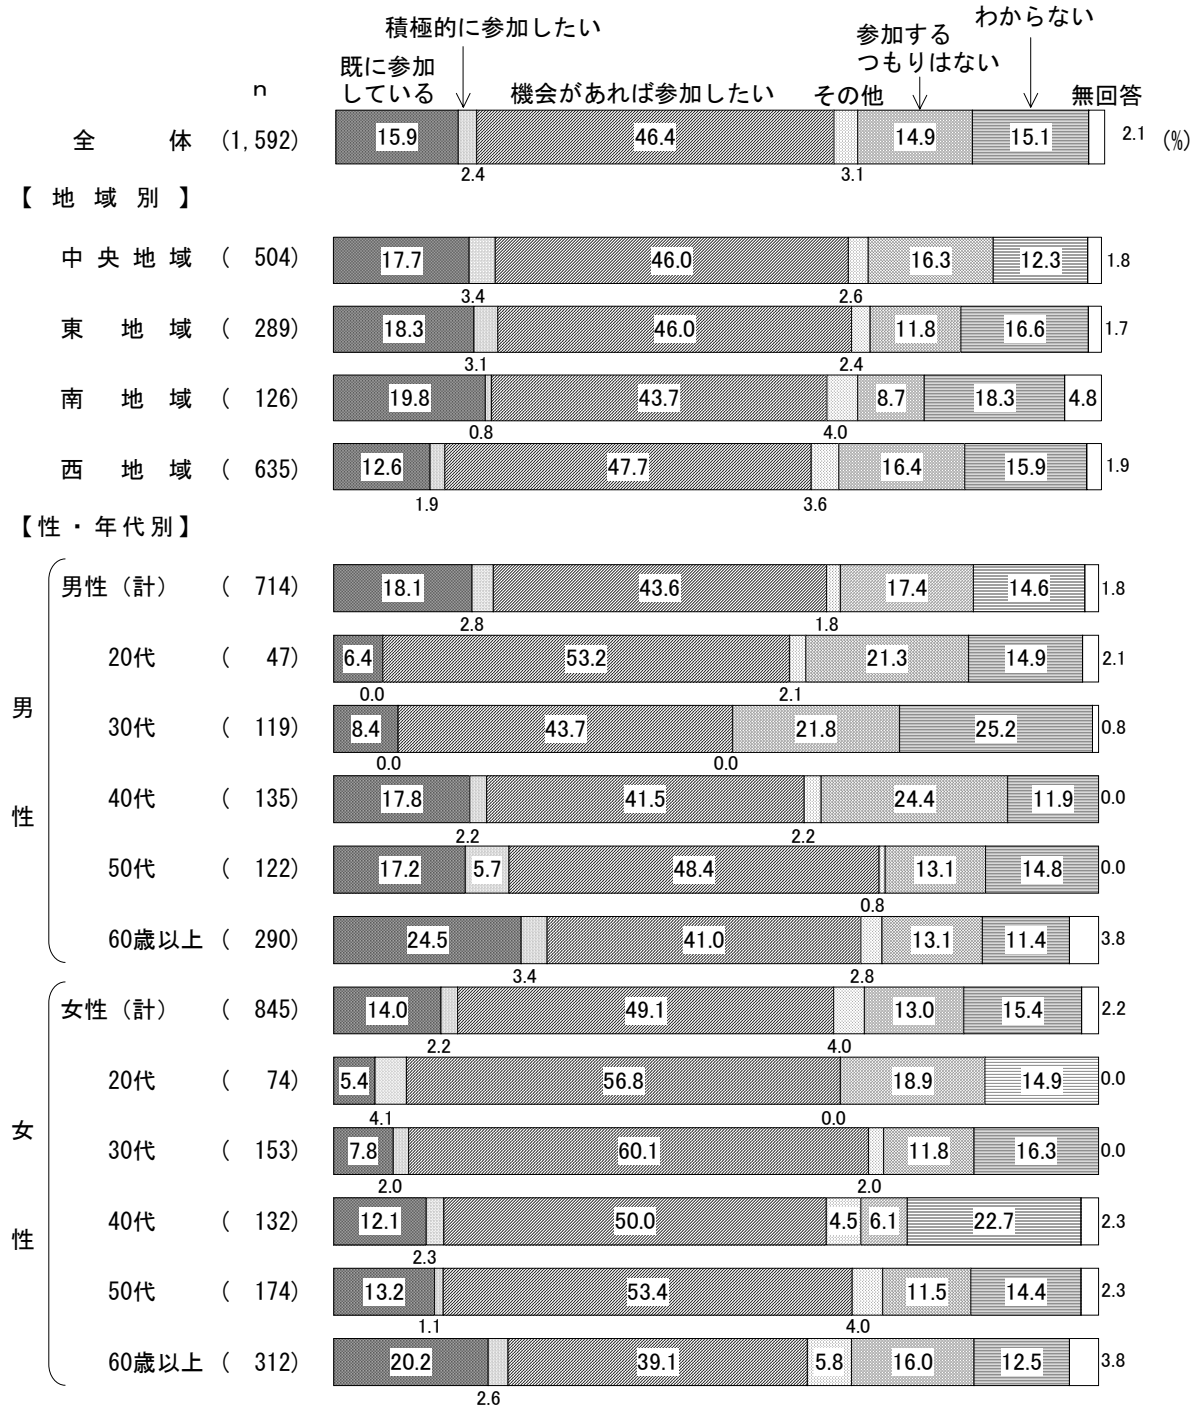 積極的に参加したい
わからない
参加する
つもりはない
既に参加
している
n
機会があれば参加したい
その他
無回答
全体 (1,592) 15.9 46.4 14.9 15.1 2.1 (%)
2.4 3.1
【地域別】
中央地域 ( 504) 17.7 46.0 16.3 12.3 1.8
3.4 2.6
東地域 ( 289) 18.3 46.0 11.8 16.6 1.7
3.1 2.4
南地域 ( 126) 19.8 43.7 8.7 18.3 4.8
0.8 4.0
西地域 ( 635) 12.6 47.7 16.4 15.9 1.9
1.9 3.6
【性・年代別】
男性
男性(計) ( 714) 18.1 43.6 17.4 14.6 1.8
2.8 1.8
20代 ( 47) 6.4 53.2 21.3 14.9 2.1
0.0 2.1
30代 ( 119) 8.4 43.7 21.8 25.2 0.8
0.0 0.0
40代 ( 135) 17.8 41.5 24.4 11.9 0.0
2.2 2.2
50代 ( 122) 17.2 5.7 48.4 13.1 14.8 0.0
0.8
60歳以上 ( 290) 24.5 41.0 13.1 11.4 3.8
3.4 2.8
女性
女性(計) ( 845) 14.0 49.1 13.0 15.4 2.2
2.2 4.0
20代 ( 74) 5.4 56.8 18.9 14.9 0.0
4.1 0.0
30代 ( 153) 7.8 60.1 11.8 16.3 0.0
2.0 2.0
40代 ( 132) 12.1 50.0 4.5 6.1 22.7 2.3
2.3
50代 ( 174) 13.2 53.4 11.5 14.4 2.3
1.1 4.0
60歳以上 ( 312) 20.2 39.1 5.8 16.0 12.5 3.8
2.6